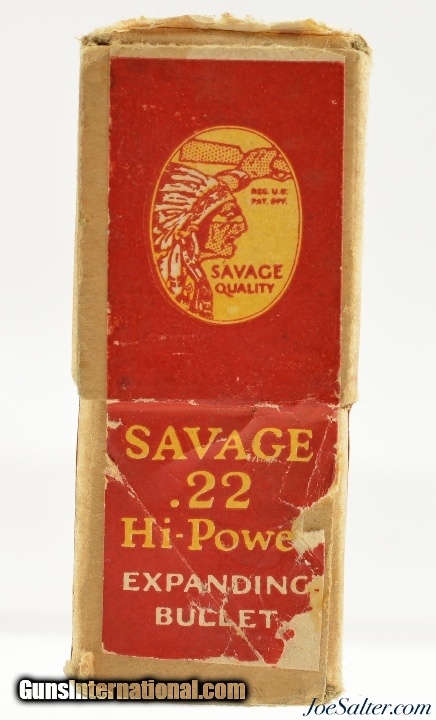 REG. U.S.
PAT. OFF.
SAVAGE
QUALITY
SAVAGE
.22
Hi-Powe
EXPANDING
BULLET
GunsInternational.com
JoeSalter.com